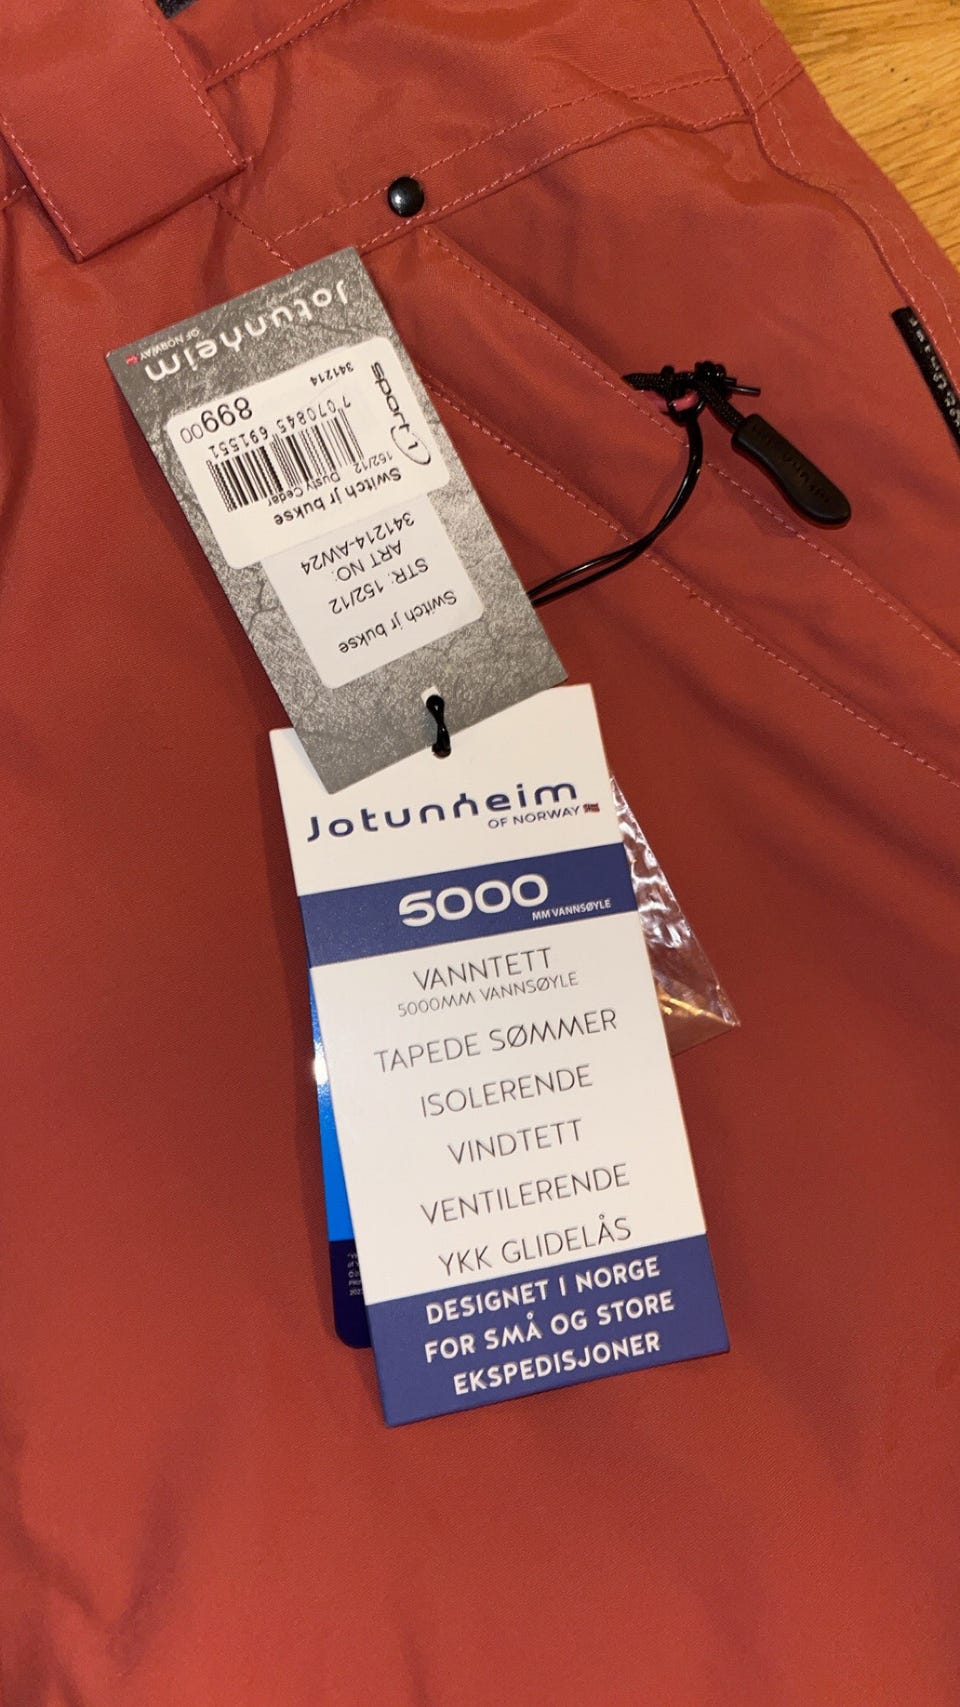 Jotunheim
OF NORWAY
sport 1
341214
89900
7 070845 691551
152/12
Dusty Cedar
Switch jr bukse
341214-AW24
ART NO:
STR: 152/12
Switch jr bukse
Jotunheim
OF NORWAY
5000
MM VANNSØYLE
VANNTETT
5000MM VANNSØYLE
TAPEDE SØMMER
ISOLERENDE
VINDTETT
VENTILERENDE
YKK GLIDELÅS
DESIGNET I NORGE
FOR SMÅ OG STORE
EKSPEDISJONER